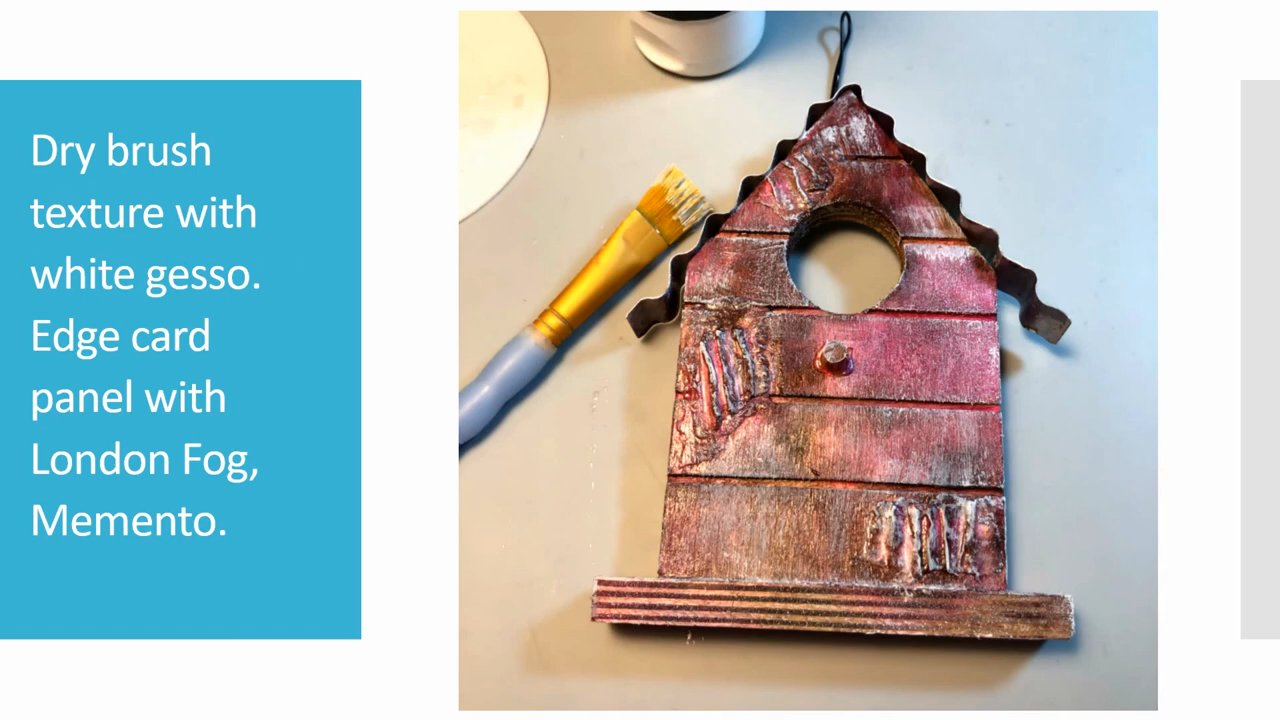 Dry brush
texture with
white gesso.
Edge card
panel with
London Fog,
Memento.